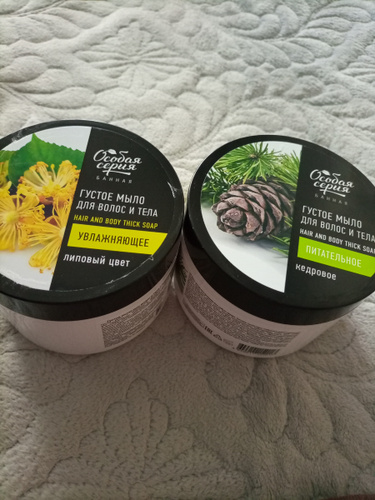 Особая
серия
БАННАЯ
ГУСТОЕ МЫЛО
ДЛЯ ВОЛОС И ТЕЛА
HAIR AND BODY THICK SOAP
УВЛАЖНЯЮЩЕЕ
ЛИПОВЫЙ ЦВЕТ
Особая
серия
БАННАЯ
ГУСТОЕ МЫЛО
ДЛЯ ВОЛОС И ТЕЛА
HAIR AND BODY THICK SOAP
ПИТАТЕЛЬНОЕ
КЕДРОВОЕ